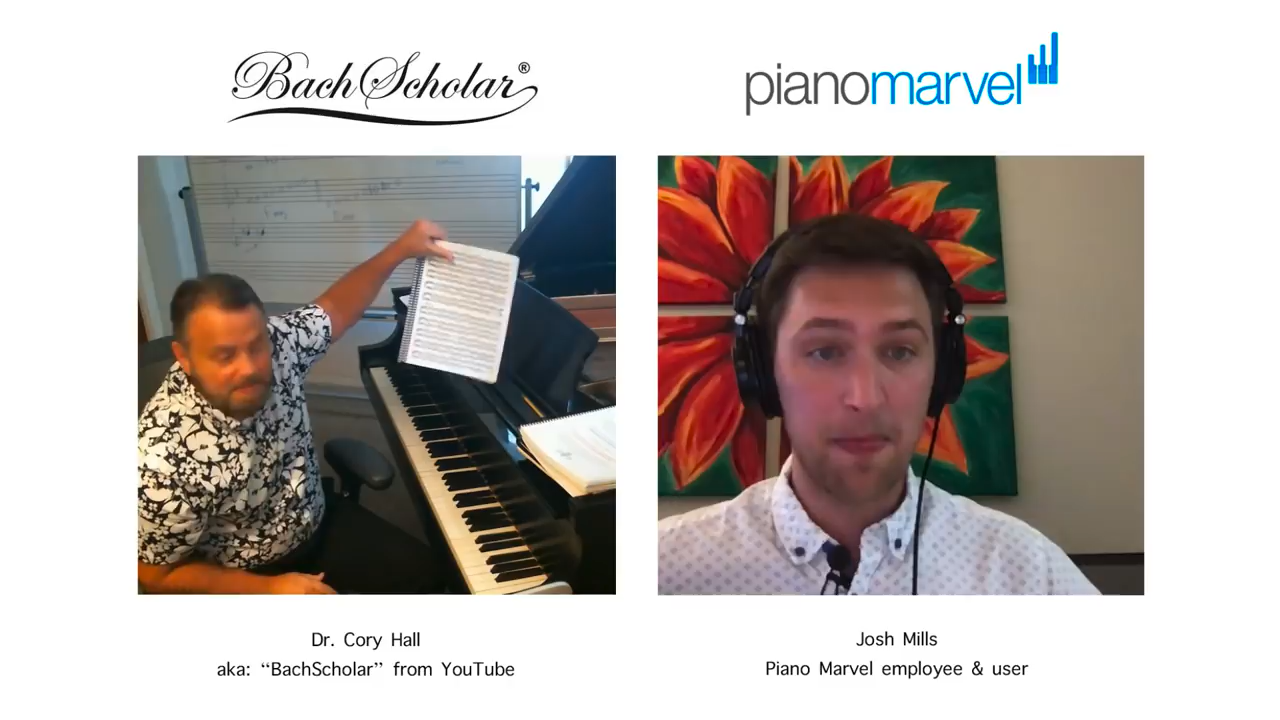 BachScholar®
pianomarvel
Dr. Cory Hall
aka: “BachScholar” from YouTube
Josh Mills
Piano Marvel employee & user